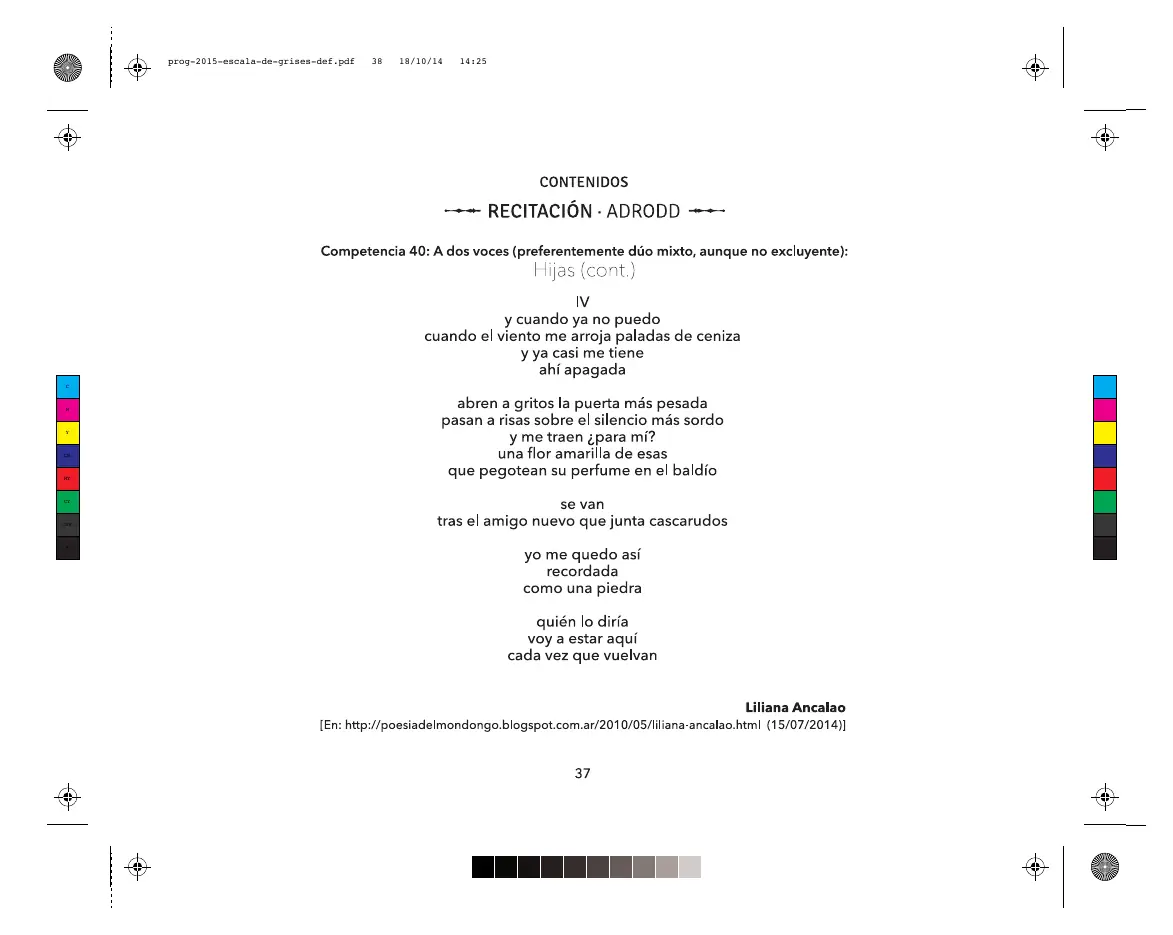 prog-2015-escala-de-grises-def.pdf 38 18/10/14 14:25
CONTENIDOS
RECITACIÓN · ADRODD
Competencia 40: A dos voces (preferentemente dúo mixto, aunque no excluyente):
Hijas (cont.)
IV
y cuando ya no puedo
cuando el viento me arroja paladas de ceniza
y ya casi me tiene
ahí apagada
abren a gritos la puerta más pesada
pasan a risas sobre el silencio más sordo
y me traen ¿para mí?
una flor amarilla de esas
que pegotean su perfume en el baldío
se van
tras el amigo nuevo que junta cascarudos
yo me quedo así
recordada
como una piedra
quién lo diría
voy a estar aquí
cada vez que vuelvan
Liliana Ancalao
[En: http://poesiadelmondongo.blogspot.com.ar/2010/05/liliana-ancalao.html (15/07/2014)]
37
C
Y